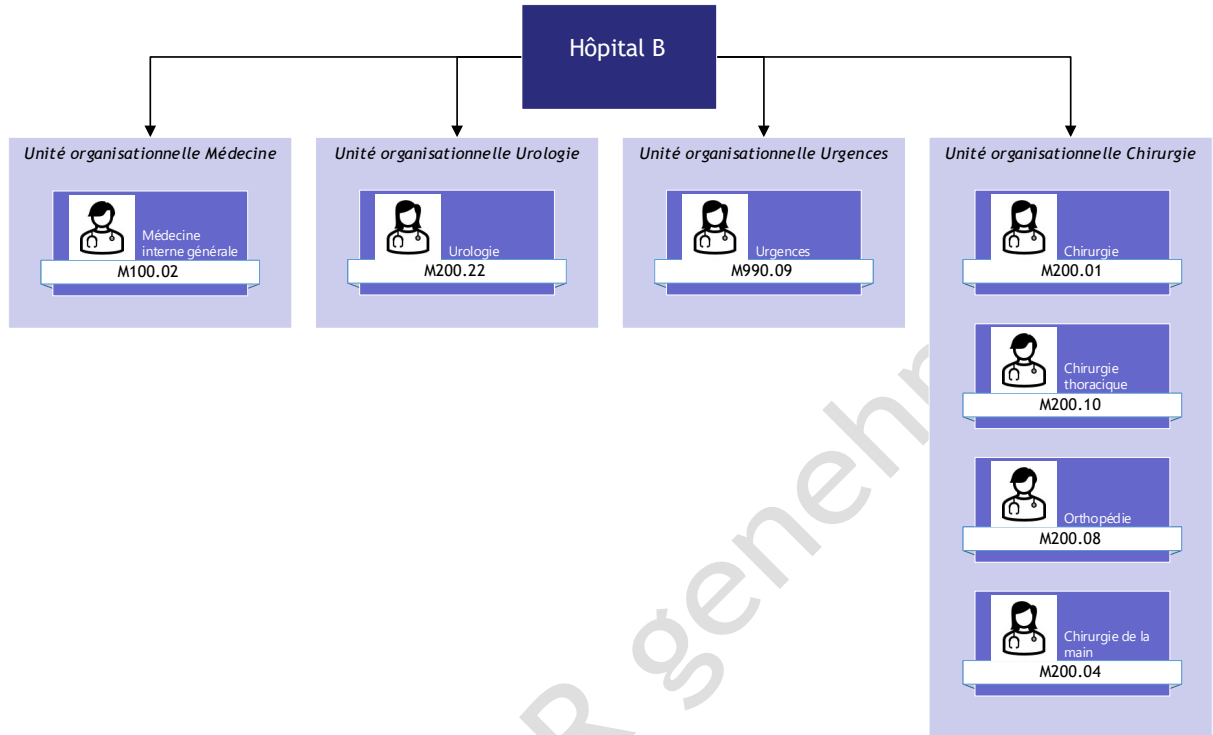 Hôpital B
Unité organisationnelle Médecine
Médecine
interne générale
M100.02
Unité organisationnelle Urologie
Urologie
M200.22
Unité organisationnelle Urgences
Urgences
M990.09
Unité organisationnelle Chirurgie
Chirurgie
M200.01
Chirurgie
thoracique
M200.10
Orthopédie
M200.08
Chirurgie de la
main
M200.04
R geneh